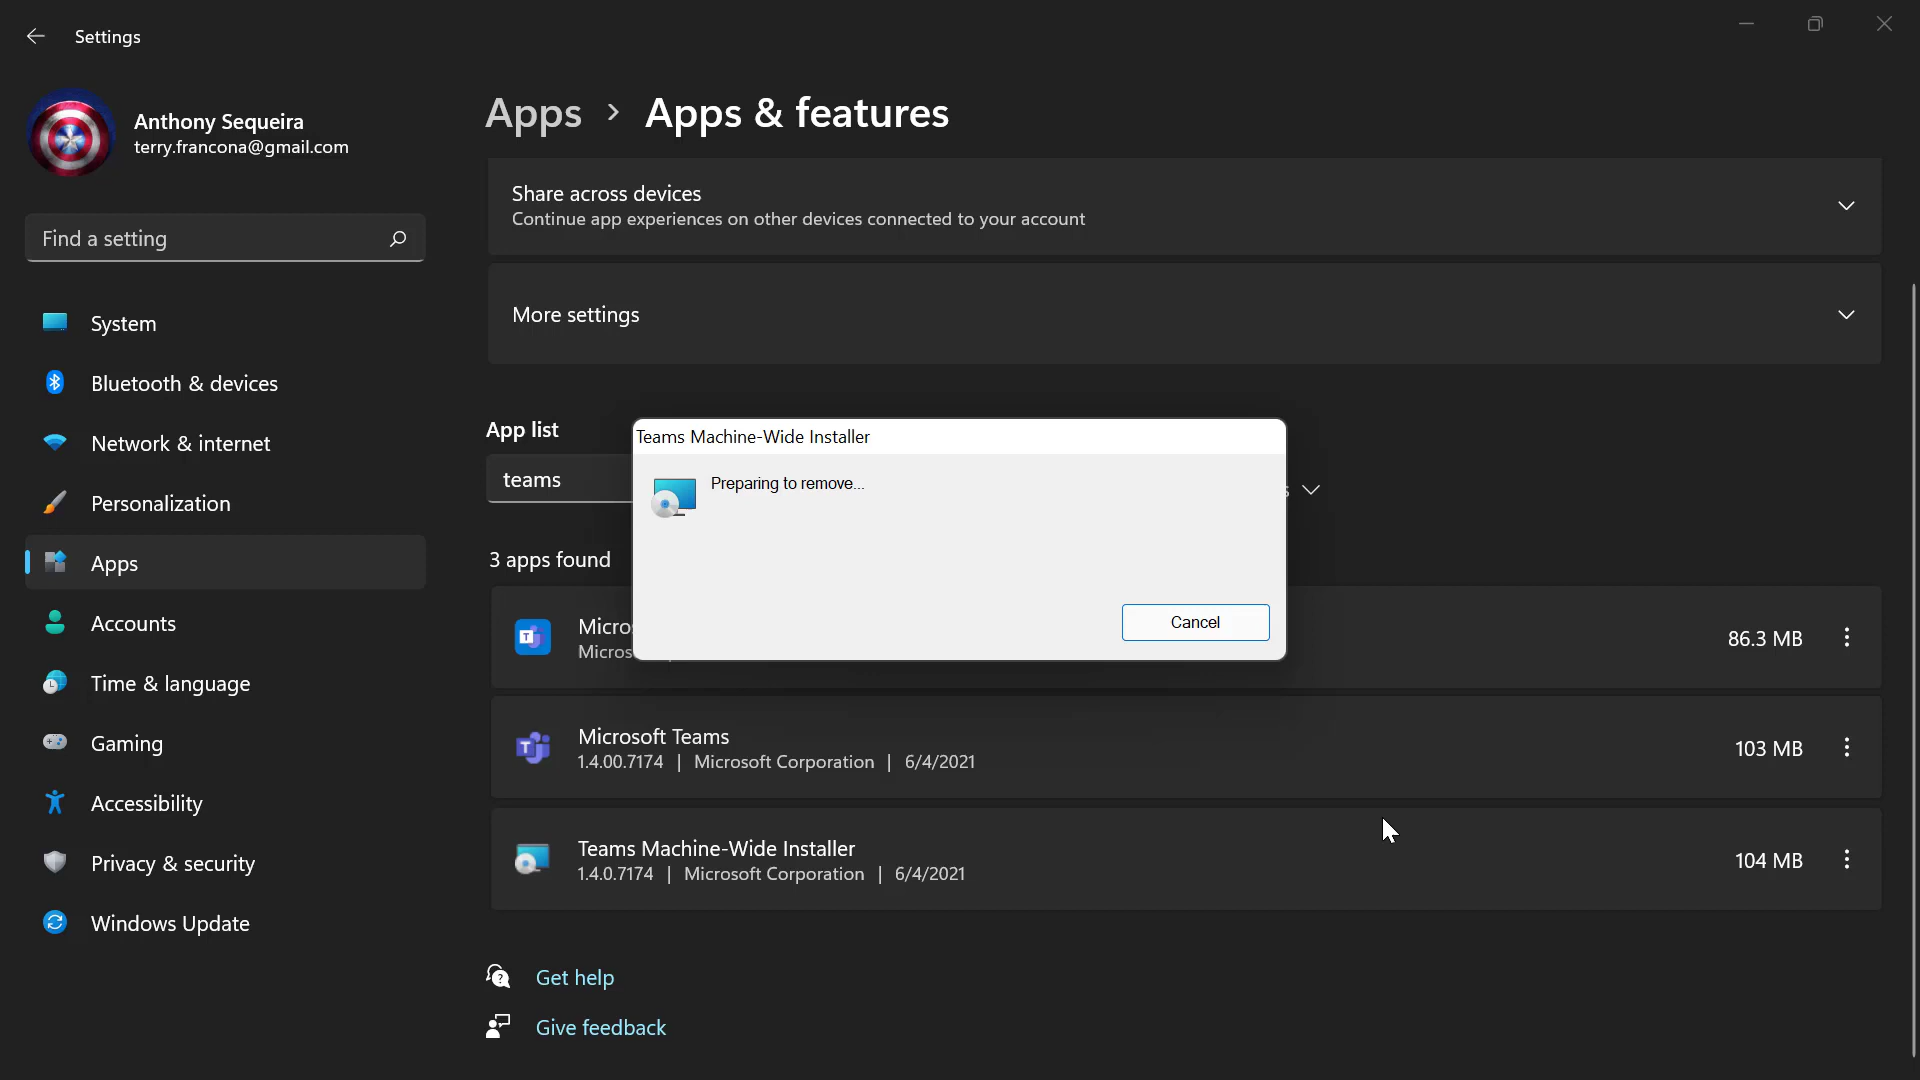 Settings
Anthony Sequeira
terry.francona@gmail.com
Find a setting
System
Bluetooth & devices
Network & internet
Personalization
Apps
Accounts
Time & language
Gaming
Accessibility
Privacy & security
Windows Update
Apps > Apps & features
Share across devices
Continue app experiences on other devices connected to your account
More settings
App list
teams
3 apps found
Teams Machine-Wide Installer
Preparing to remove...
Cancel
86.3 MB
Microsoft Teams
1.4.00.7174 | Microsoft Corporation | 6/4/2021
103 MB
Teams Machine-Wide Installer
1.4.0.7174 | Microsoft Corporation | 6/4/2021
104 MB
Get help
Give feedback